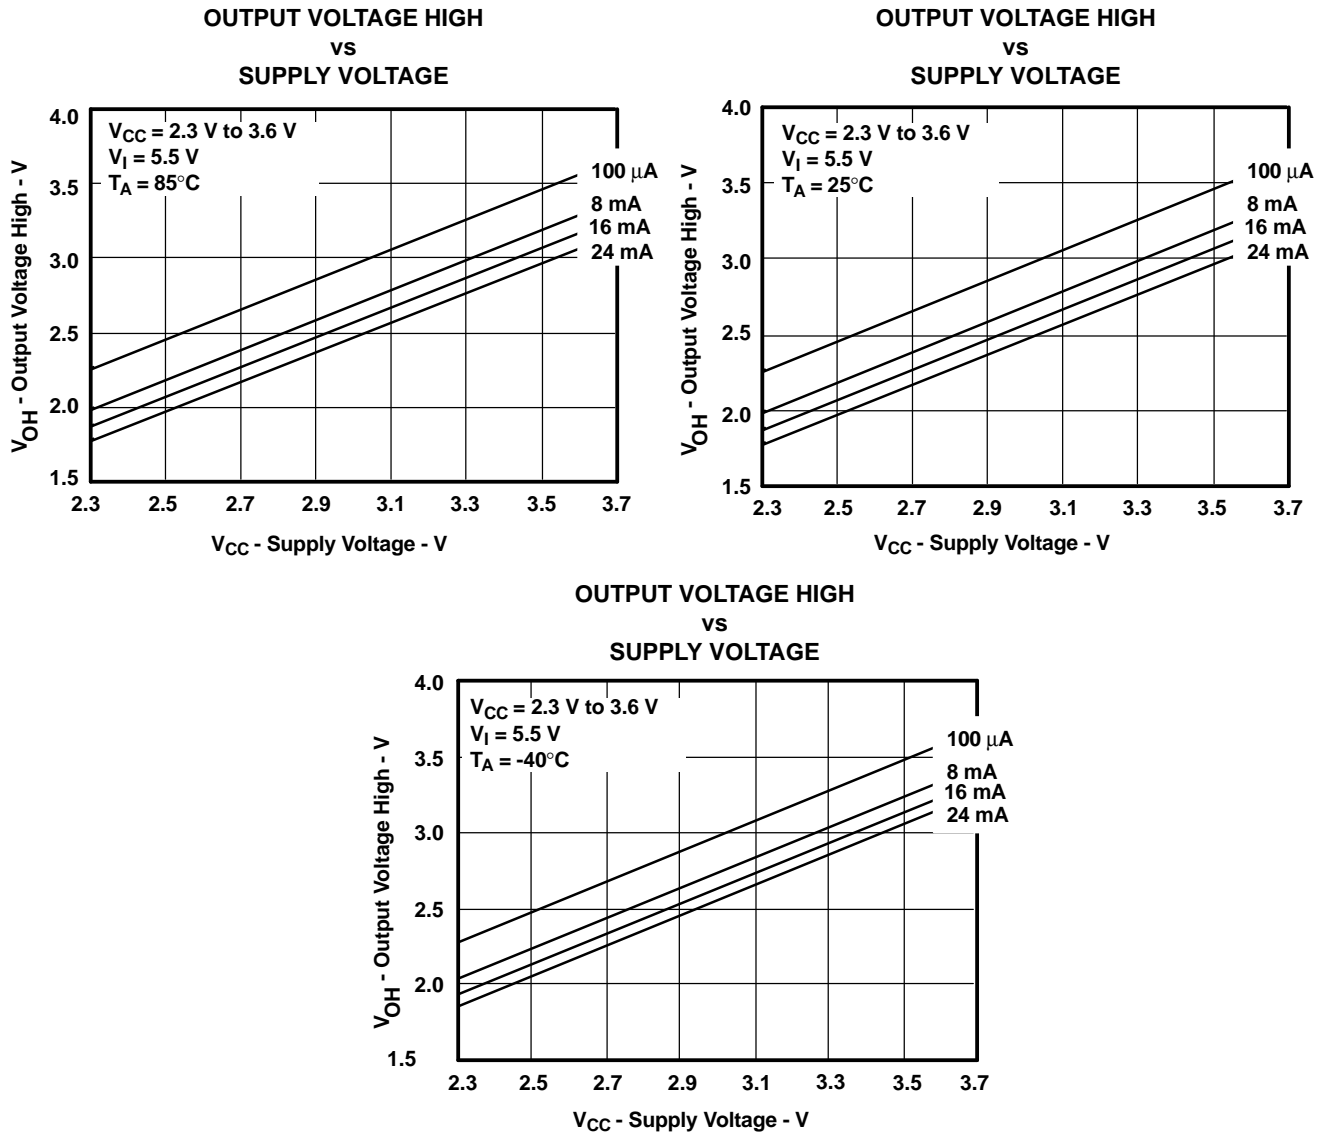 OUTPUT VOLTAGE HIGH
vs
SUPPLY VOLTAGE
4.0
3.5
3.0
2.5
2.0
1.5
VOH - Output Voltage High - V
VCC = 2.3 V to 3.6 V
VI = 5.5 V
TA = 85°C
100 μA
8 mA
16 mA
24 mA
2.3 2.5 2.7 2.9 3.1 3.3 3.5 3.7
VCC - Supply Voltage - V
OUTPUT VOLTAGE HIGH
vs
SUPPLY VOLTAGE
4.0
3.5
3.0
2.5
2.0
1.5
VOH - Output Voltage High - V
VCC = 2.3 V to 3.6 V
VI = 5.5 V
TA = 25°C
100 μA
8 mA
16 mA
24 mA
2.3 2.5 2.7 2.9 3.1 3.3 3.5 3.7
VCC - Supply Voltage - V
OUTPUT VOLTAGE HIGH
vs
SUPPLY VOLTAGE
4.0
3.5
3.0
2.5
2.0
1.5
VOH - Output Voltage High - V
VCC = 2.3 V to 3.6 V
VI = 5.5 V
TA = -40°C
100 μA
8 mA
16 mA
24 mA
2.3 2.5 2.7 2.9 3.1 3.3 3.5 3.7
VCC - Supply Voltage - V